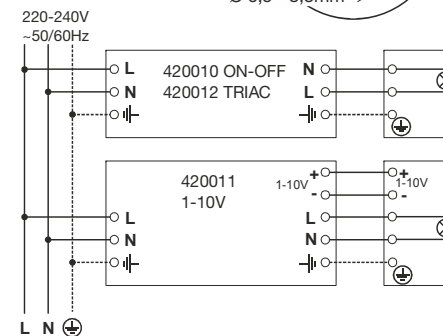 220-240V
~50/60Hz
L 420010 ON-OFF N
N 420012 TRIAC L
420011
1-10V
1-10V + +
1-10V
- -
L L
N N
L N